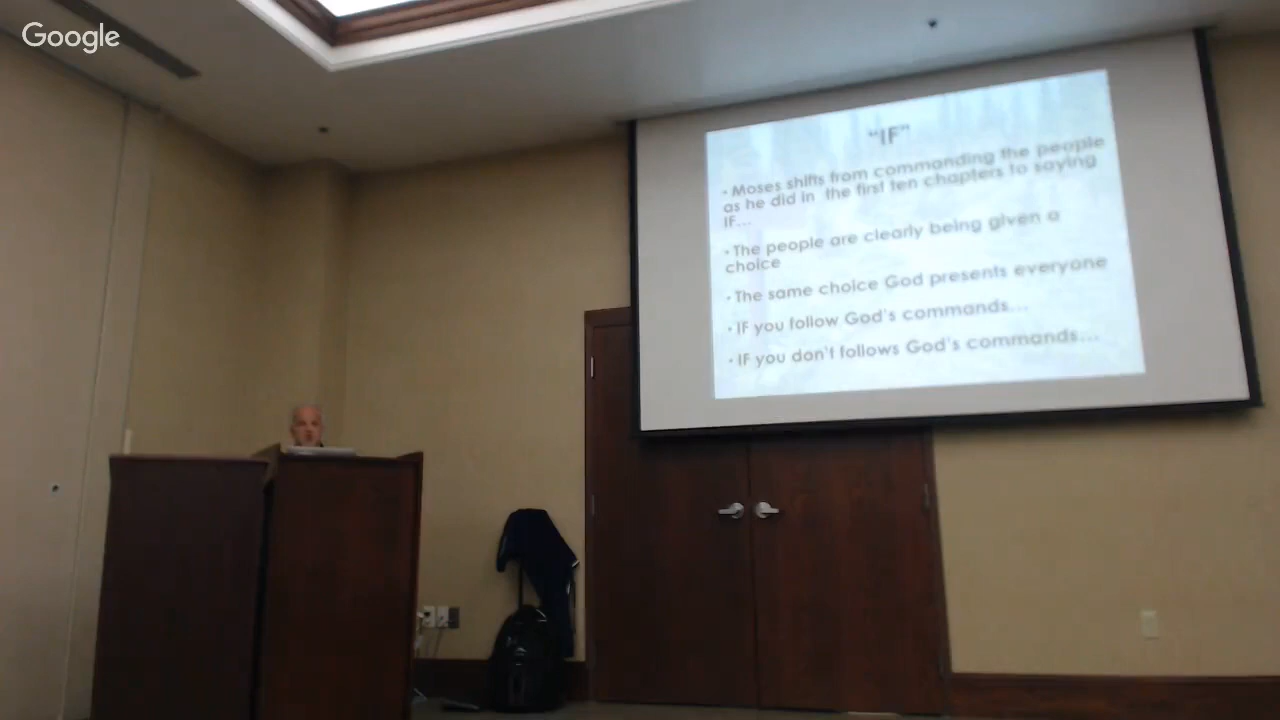 Google
"IF"
• Moses shifts from commanding the people
as he did in the first ten chapters to saying
IF...
• The people are clearly being given a
choice
• The same choice God presents everyone
• IF you follow God's commands...
• IF you don't follows God's commands...